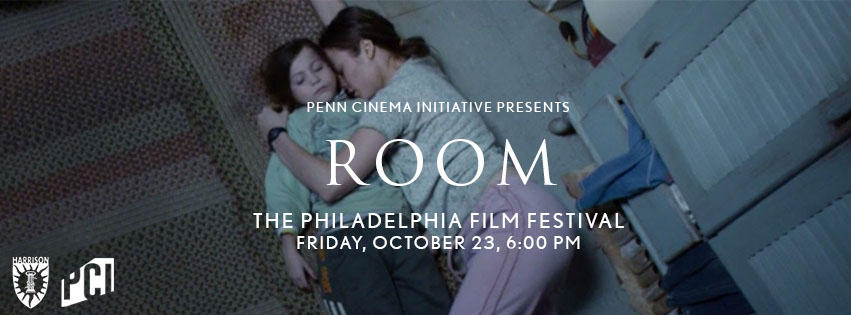 PENN CINEMA INITIATIVE PRESENTS
ROOM
THE PHILADELPHIA FILM FESTIVAL
FRIDAY, OCTOBER 23, 6:00 PM
HARRISON
PCI